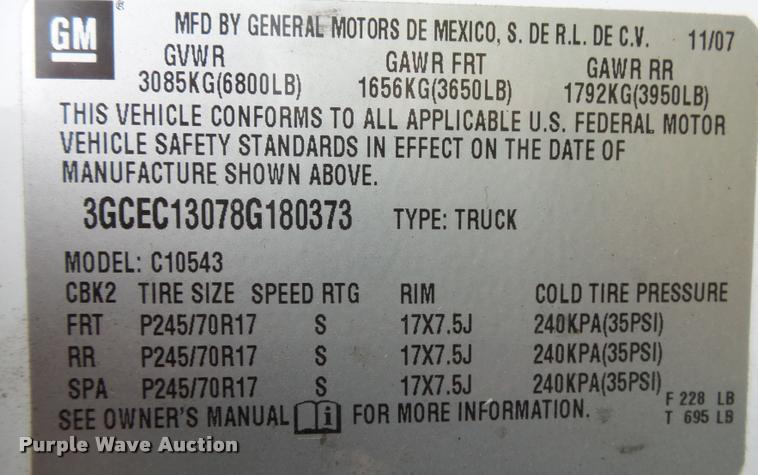 GM ®
MFD BY GENERAL MOTORS DE MEXICO, S. DE R.L. DE C.V. 11/07
GVWR GAWR FRT GAWR RR
3085KG(6800LB) 1656KG(3650LB) 1792KG(3950LB)
THIS VEHICLE CONFORMS TO ALL APPLICABLE U.S. FEDERAL MOTOR
VEHICLE SAFETY STANDARDS IN EFFECT ON THE DATE OF
MANUFACTURE SHOWN ABOVE.
3GCEC13078G180373 TYPE: TRUCK
MODEL: C10543
CBK2 TIRE SIZE SPEED RTG RIM COLD TIRE PRESSURE
FRT P245/70R17 S 17X7.5J 240KPA(35PSI)
RR P245/70R17 S 17X7.5J 240KPA(35PSI)
SPA P245/70R17 S 17X7.5J 240KPA(35PSI)
F 228 LB
SEE OWNER'S MANUAL i FOR MORE INFORMATION. T 695 LB
Purple Wave Auction